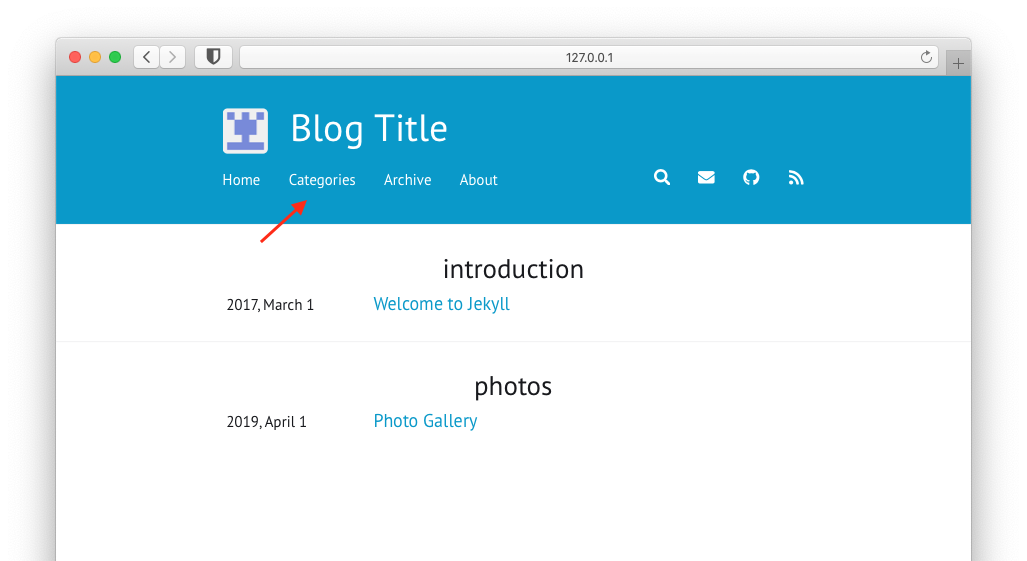 127.0.0.1
Blog Title
Home Categories Archive About
introduction
2017, March 1 Welcome to Jekyll
photos
2019, April 1 Photo Gallery